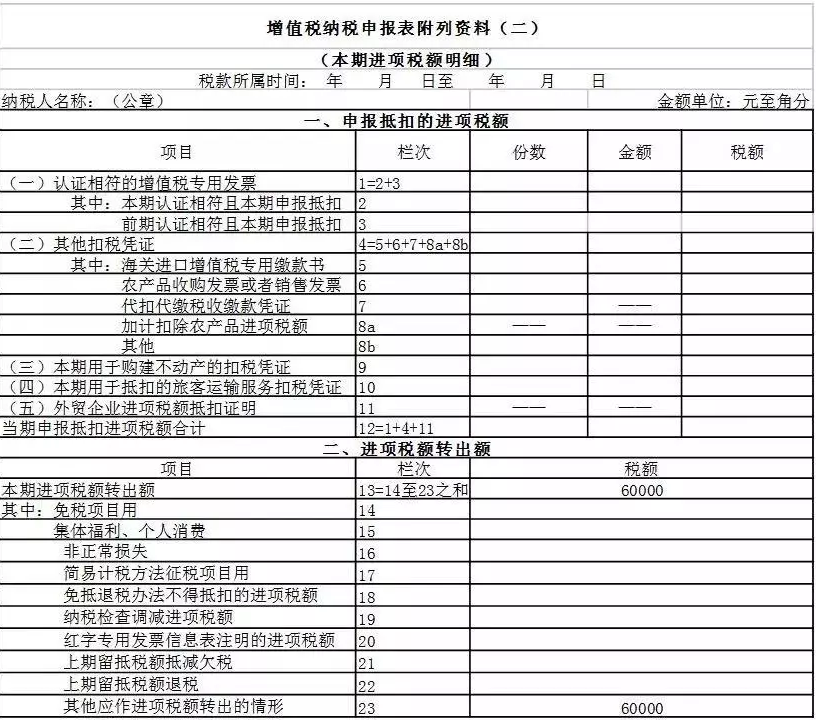 增值税纳税申报表附列资料（二）
（本期进项税额明细）
税款所属时间： 年 月 日至 年 月 日
纳税人名称：（公章） 金额单位：元至角分
一、申报抵扣的进项税额
项目 栏次 份数 金额 税额
（一）认证相符的增值税专用发票 1=2+3
其中：本期认证相符且本期申报抵扣 2
前期认证相符且本期申报抵扣 3
（二）其他扣税凭证 4=5+6+7+8a+8b
其中：海关进口增值税专用缴款书 5
农产品收购发票或者销售发票 6
代扣代缴税收缴款凭证 7 ——
加计扣除农产品进项税额 8a —— ——
其他 8b
（三）本期用于购建不动产的扣税凭证 9
（四）本期用于抵扣的旅客运输服务扣税凭证 10
（五）外贸企业进项税额抵扣证明 11 —— ——
当期申报抵扣进项税额合计 12=1+4+11
二、进项税额转出额
项目 栏次 税额
本期进项税额转出额 13=14至23之和 60000
其中：免税项目用 14
集体福利、个人消费 15
非正常损失 16
简易计税方法征税项目用 17
免抵退税办法不得抵扣的进项税额 18
纳税检查调减进项税额 19
红字专用发票信息表注明的进项税额 20
上期留抵税额抵减欠税 21
上期留抵税额退税 22
其他应作进项税额转出的情形 23 60000